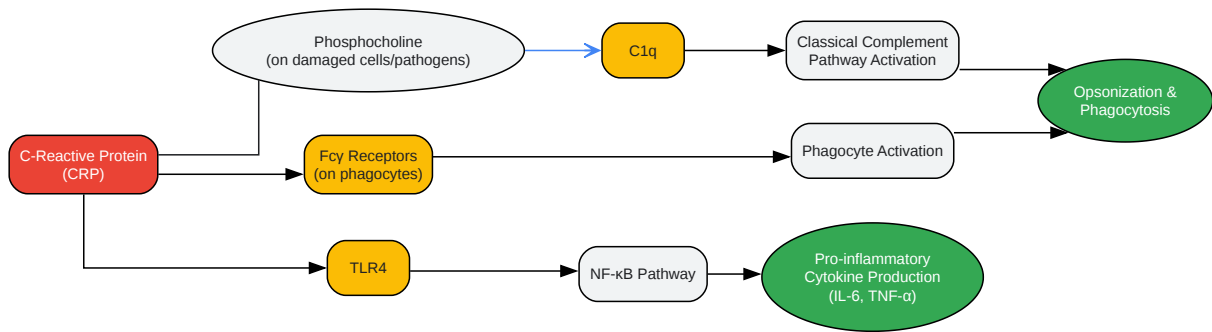 Phosphocholine
(on damaged cells/pathogens)
C1q
Classical Complement
Pathway Activation
Opsonization &
Phagocytosis
C-Reactive Protein
(CRP)
Fcγ Receptors
(on phagocytes)
Phagocyte Activation
TLR4
NF-κB Pathway
Pro-inflammatory
Cytokine Production
(IL-6, TNF-α)